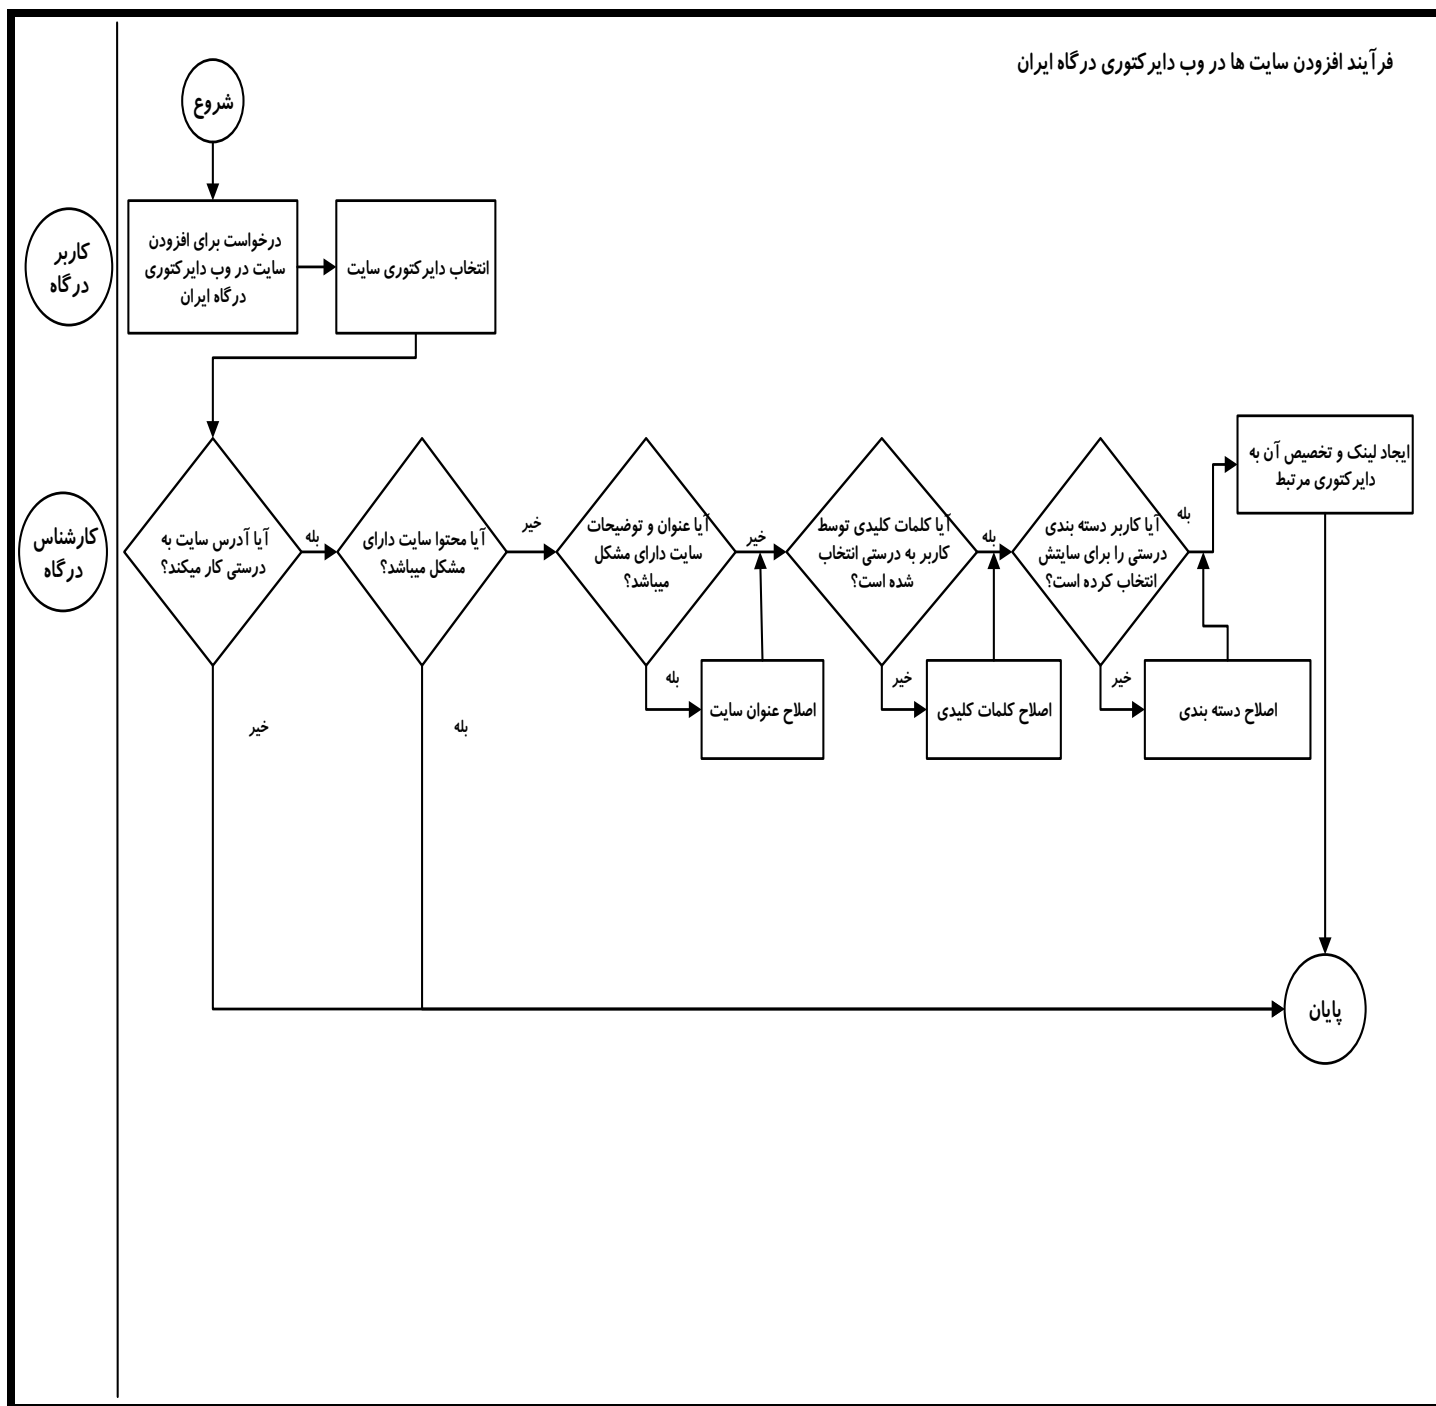 فرآیند افزودن سایت ها در وب دایرکتوری درگاه ایران
شروع
کاربر
درگاه
درخواست برای افزودن
سایت در وب دایرکتوری
درگاه ایران
انتخاب دایرکتوری سایت
کارشناس
درگاه
آیا آدرس سایت به
درستی کار میکند؟
بله
خیر
آیا محتوا سایت دارای
مشکل میباشد؟
خیر
بله
آیا عنوان و توضیحات
سایت دارای مشکل
میباشد؟
خیر
بله
اصلاح عنوان سایت
آیا کلمات کلیدی توسط
کاربر به درستی انتخاب
شده است؟
بله
خیر
اصلاح کلمات کلیدی
آیا کاربر دسته بندی
درستی را برای سایتش
انتخاب کرده است؟
بله
خیر
اصلاح دسته بندی
ایجاد لینک و تخصیص آن به
دایرکتوری مرتبط
پایان